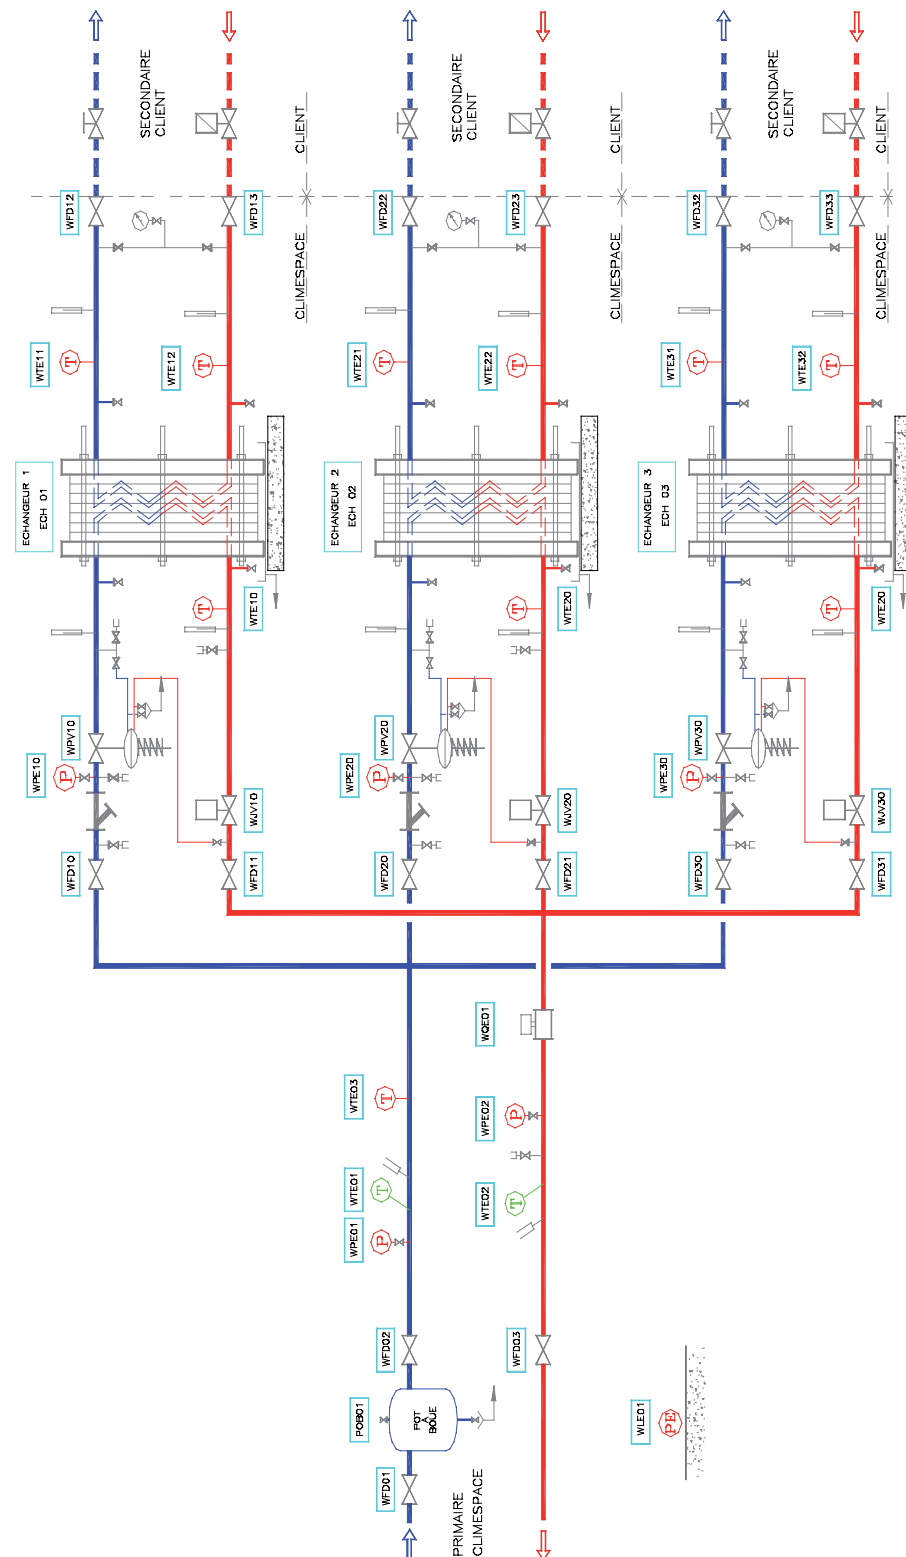 SECONDAIRE
CLIENT
SECONDAIRE
CLIENT
SECONDAIRE
CLIENT
CLIENT
CLIENT
CLIENT
WFD12
WFD13
WFD22
WFD23
WFD32
WFD33
CLIMESPACE
CLIMESPACE
CLIMESPACE
WTE11
T
WTE12
T
WTE21
T
WTE22
T
WTE31
T
WTE32
T
ECHANGEUR 1
ECH 01
ECHANGEUR 2
ECH 02
ECHANGEUR 3
ECH 03
T
WTE10
T
WTE20
T
WTE20
WPE10
P
WPV10
WPE20
P
WPV20
WPE30
P
WPV30
WJV10
WJV20
WJV30
WFD10
WFD11
WFD20
WFD21
WFD30
WFD31
WQE01
WTE03
T
WPE02
P
WTE01
T
WTE02
T
WPE01
P
WFD02
WFD03
POB01
POT
A
BOUE
WLE01
PE
WFD01
PRIMAIRE
CLIMESPACE